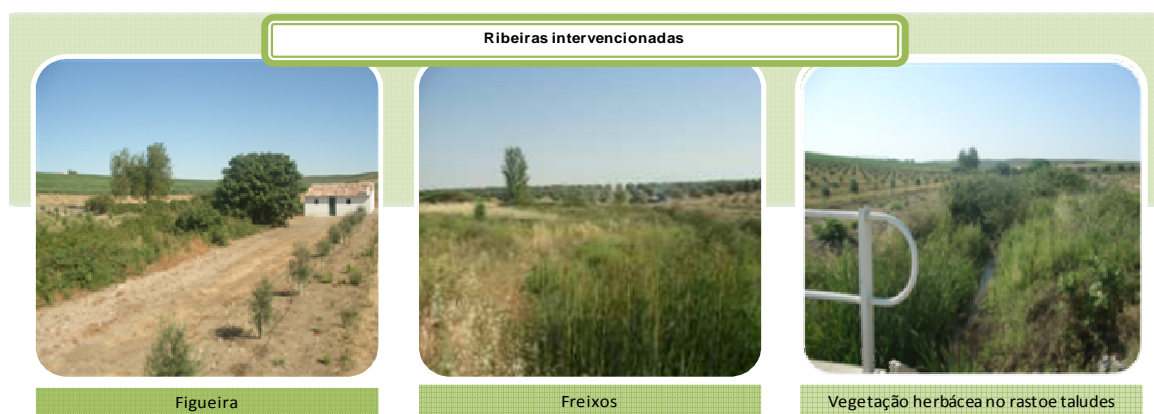 Ribeiras intervencionadas
Figueira
Freixos
Vegetação herbácea no rastoe taludes